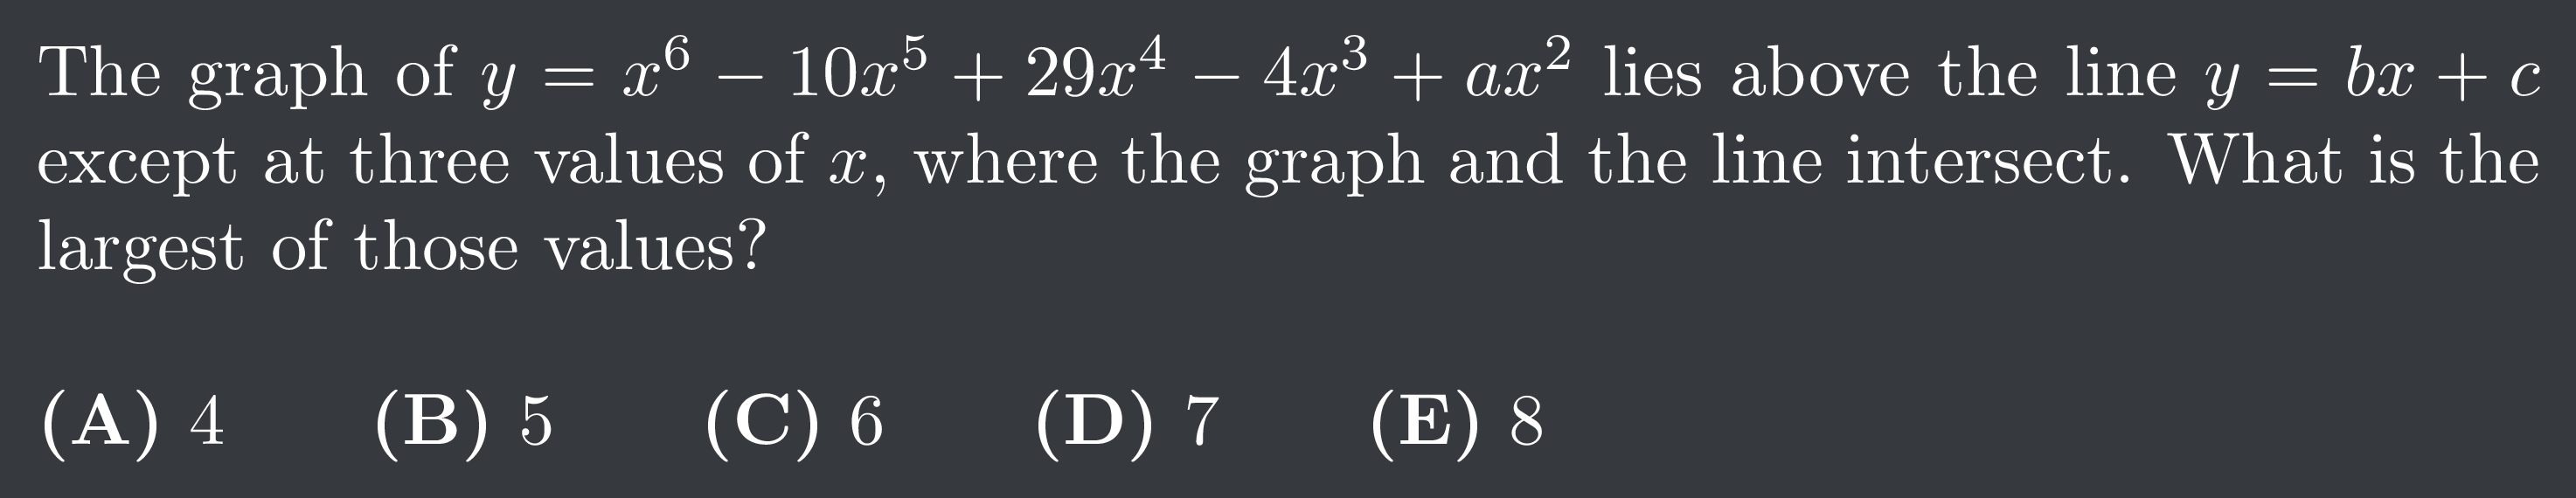 The graph of $y = x^6 - 10x^5 + 29x^4 - 4x^3 + ax^2$ lies above the line $y = bx + c$
except at three values of $x$, where the graph and the line intersect. What is the
largest of those values?
(A) 4 (B) 5 (C) 6 (D) 7 (E) 8